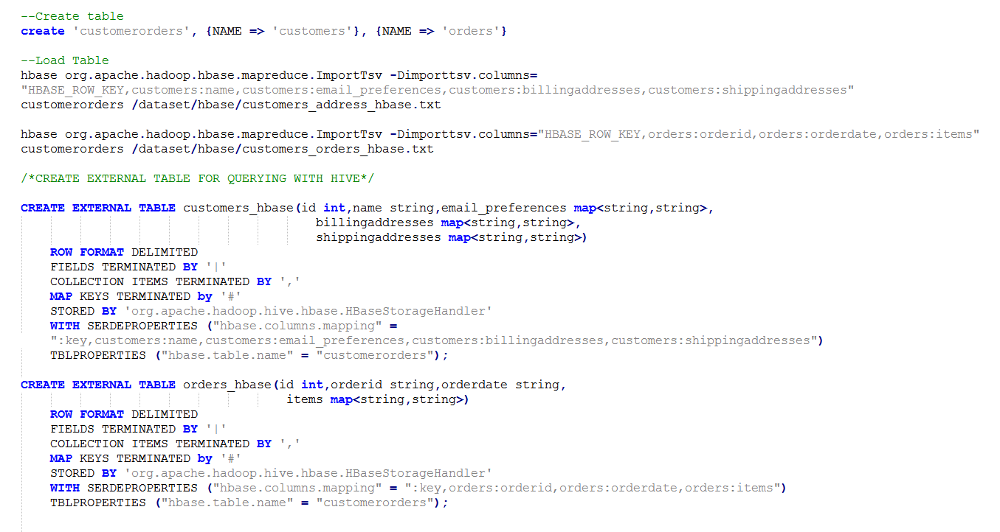 --Create table
create 'customerorders', {NAME => 'customers'}, {NAME => 'orders'}
--Load Table
hbase org.apache.hadoop.hbase.mapreduce.ImportTsv -Dimporttsv.columns=
"HBASE_ROW_KEY,customers:name,customers:email_preferences,customers:billingaddresses,customers:shippingaddresses"
customerorders /dataset/hbase/customers_address_hbase.txt
hbase org.apache.hadoop.hbase.mapreduce.ImportTsv -Dimporttsv.columns="HBASE_ROW_KEY,orders:orderid,orders:orderdate,orders:items"
customerorders /dataset/hbase/customers_orders_hbase.txt
/*CREATE EXTERNAL TABLE FOR QUERYING WITH HIVE*/
CREATE EXTERNAL TABLE customers_hbase(id int,name string,email_preferences map<string,string>,
billingaddresses map<string,string>,
shippingaddresses map<string,string>)
ROW FORMAT DELIMITED
FIELDS TERMINATED BY '|'
COLLECTION ITEMS TERMINATED BY ','
MAP KEYS TERMINATED by '#'
STORED BY 'org.apache.hadoop.hive.hbase.HBaseStorageHandler'
WITH SERDEPROPERTIES ("hbase.columns.mapping" =
":key,customers:name,customers:email_preferences,customers:billingaddresses,customers:shippingaddresses")
TBLPROPERTIES ("hbase.table.name" = "customerorders");
CREATE EXTERNAL TABLE orders_hbase(id int,orderid string,orderdate string,
items map<string,string>)
ROW FORMAT DELIMITED
FIELDS TERMINATED BY '|'
COLLECTION ITEMS TERMINATED BY ','
MAP KEYS TERMINATED by '#'
STORED BY 'org.apache.hadoop.hive.hbase.HBaseStorageHandler'
WITH SERDEPROPERTIES ("hbase.columns.mapping" = ":key,orders:orderid,orders:orderdate,orders:items")
TBLPROPERTIES ("hbase.table.name" = "customerorders");